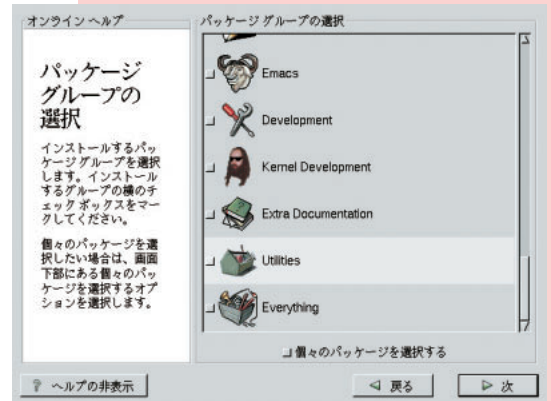 オンライン ヘルプ
パッケージ
グループの
選択
インストールするパッ
ケージ グループを選択
します。インストール
するグループの横のチ
ェック ボックスをマー
クしてください。
個々のパッケージを選
択したい場合は、画面
下部にある個々のパッ
ケージを選択するオプ
ションを選択します。
パッケージ グループの選択
Emacs
Development
Kernel Development
Extra Documentation
Utilities
Everything
個々のパッケージを選択する
? ヘルプの非表示
戻る
次